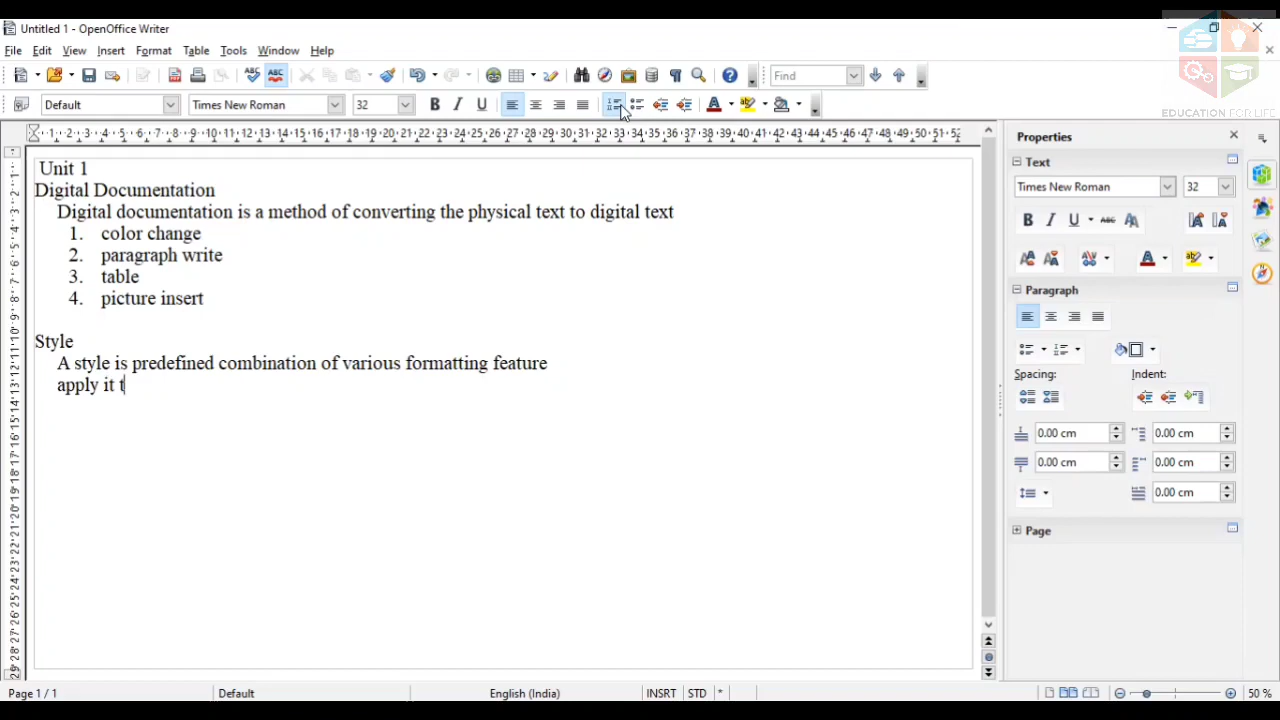 Untitled 1 - OpenOffice Writer
File Edit View Insert Format Table Tools Window Help
Find
Default Times New Roman 32
EDUCATION FOR LIFE
Properties
Text
Times New Roman 32
Paragraph
Spacing: Indent:
0.00 cm 0.00 cm
0.00 cm 0.00 cm
0.00 cm
Page
Unit 1
Digital Documentation
Digital documentation is a method of converting the physical text to digital text
1. color change
2. paragraph write
3. table
4. picture insert
Style
A style is predefined combination of various formatting feature
apply it t
Page 1 / 1 Default English (India) INSRT STD * 50 %